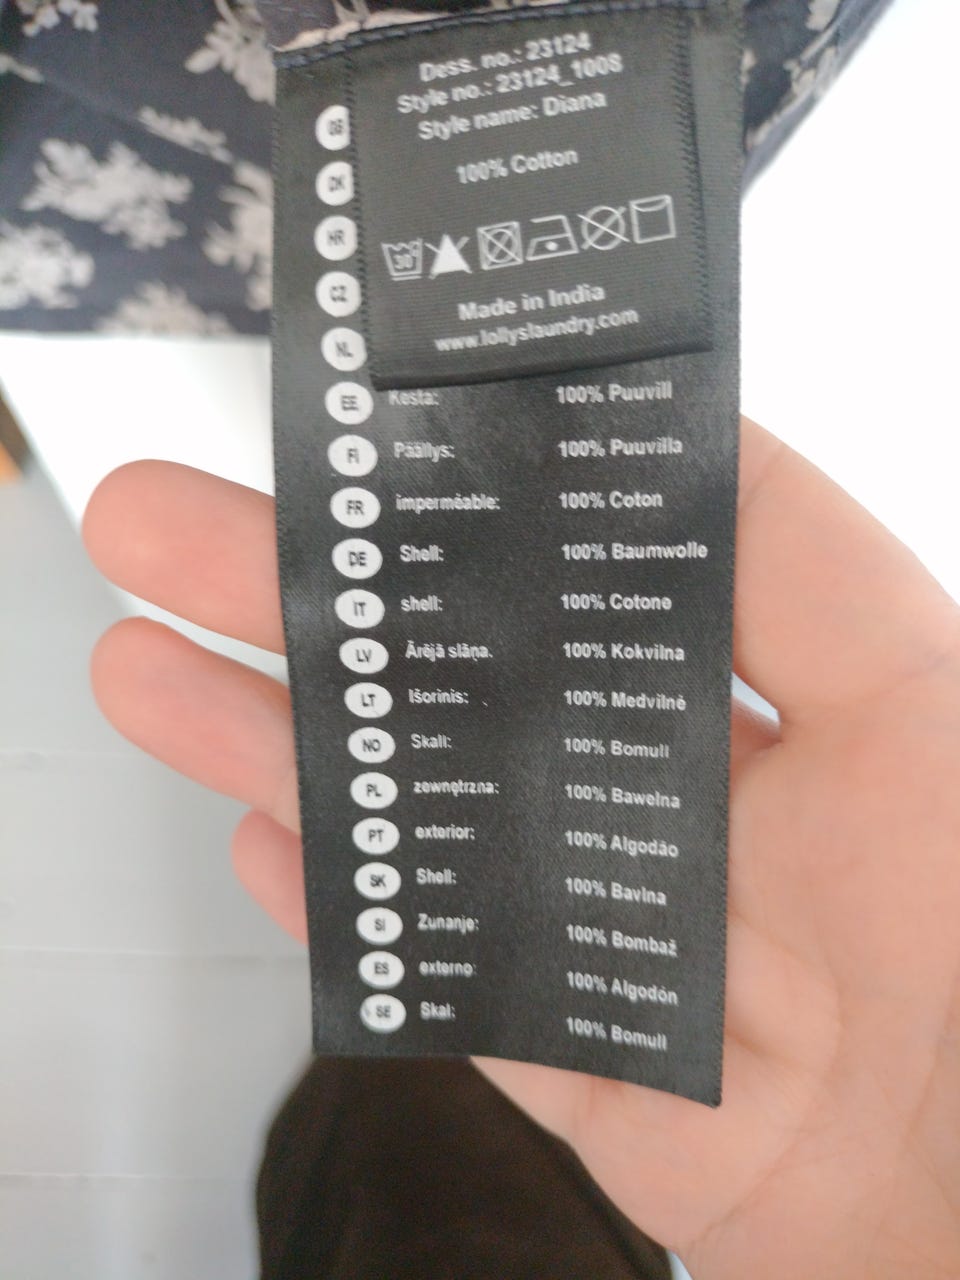 Dess. no.: 23124
Style no.: 23124_1008
Style name: Diana
100% Cotton
30°
Made in India
www.lollyslaundry.com
GB
DK
HR
CZ
NL
EE Kesta: 100% Puuvill
FI Päällys: 100% Puuvilla
FR imperméable: 100% Coton
DE Shell: 100% Baumwolle
IT shell: 100% Cotone
LV Ārējā slāņa. 100% Kokvilna
LT Išorinis: 100% Medvilnė
NO Skall: 100% Bomull
PL zewnętrzna: 100% Bawełna
PT exterior: 100% Algodão
SK Shell: 100% Bavlna
SI Zunanje: 100% Bombaž
ES externo: 100% Algodón
SE Skal: 100% Bomull